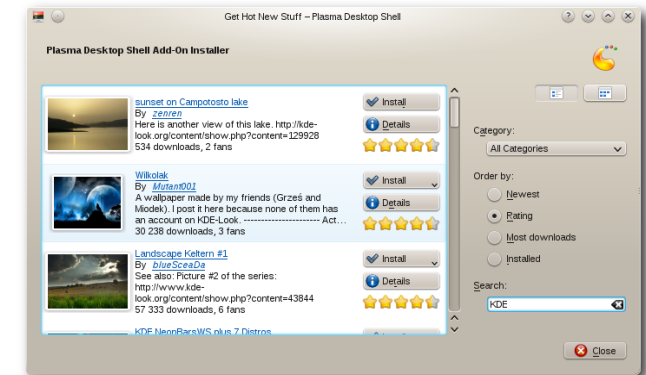 Get Hot New Stuff – Plasma Desktop Shell
Plasma Desktop Shell Add-On Installer
sunset on Campotosto lake
By zenren
Here is another view of this lake. http://kde-
look.org/content/show.php?content=129928
534 downloads, 2 fans
Install
Details
Wilkolak
By Mutant001
A wallpaper made by my friends (Grześ and
Miodek). I post it here because none of them has
an account on KDE-Look. ---------------------- Act...
30 238 downloads, 3 fans
Install
Details
Landscape Keltern #1
By blueSceaDa
See also: Picture #2 of the series:
http://www.kde-
look.org/content/show.php?content=43844
57 333 downloads, 6 fans
Install
Details
KDE NeonBarsWS plus 7 Distros
Category:
All Categories
Order by:
Newest
Rating
Most downloads
Installed
Search:
KDE
Close